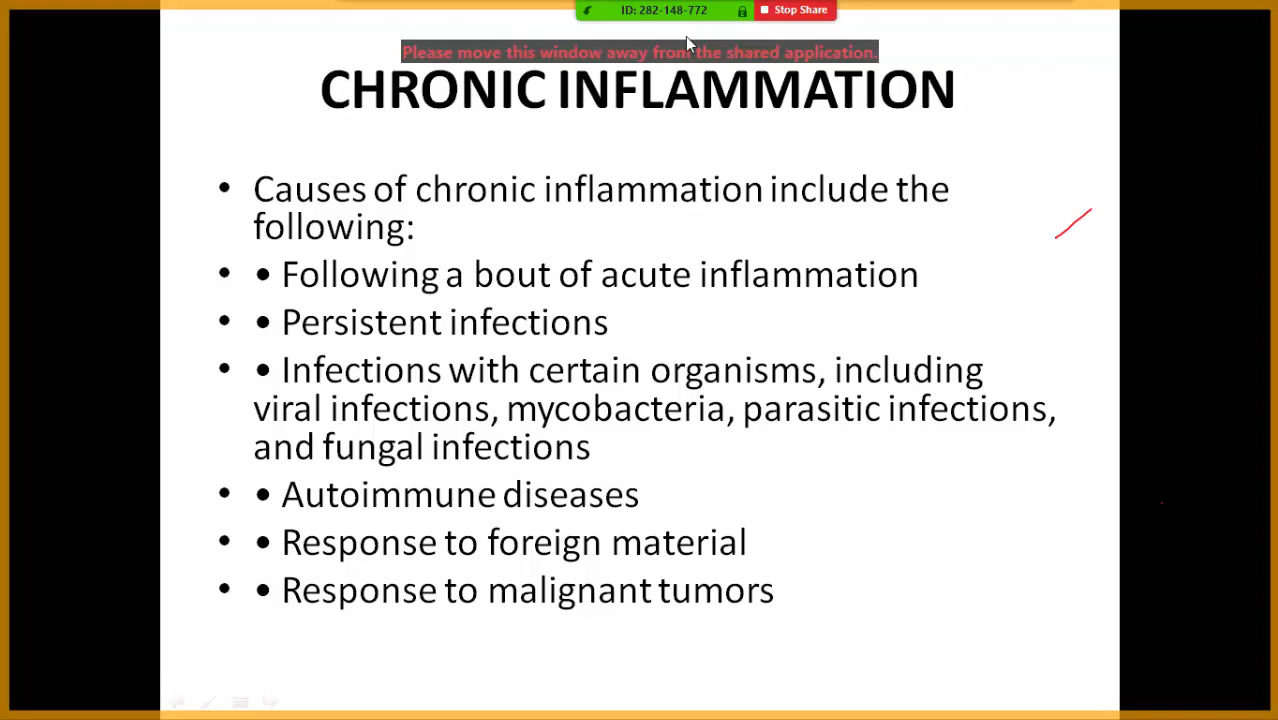 ID: 282-148-772
Stop Share
Please move this window away from the shared application.
CHRONIC INFLAMMATION
• Causes of chronic inflammation include the
following:
• • Following a bout of acute inflammation
• • Persistent infections
• • Infections with certain organisms, including
viral infections, mycobacteria, parasitic infections,
and fungal infections
• • Autoimmune diseases
• • Response to foreign material
• • Response to malignant tumors